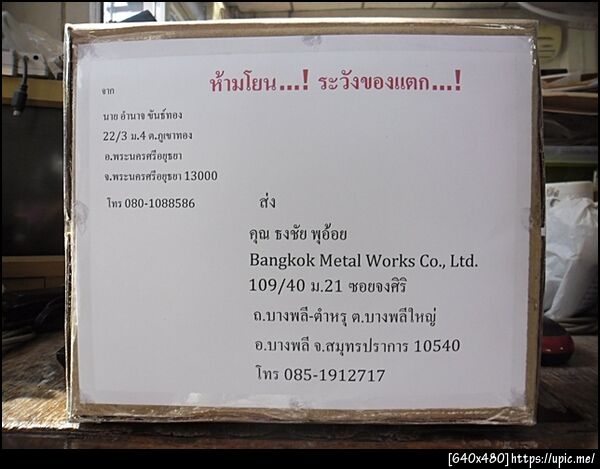 ห้ามโยน...! ระวังของแตก...!
จาก
นาย อำนาจ ขันธ์ทอง
22/3 ม.4 ต.ภูเขาทอง
อ.พระนครศรีอยุธยา
จ.พระนครศรีอยุธยา 13000
โทร 080-1088586
ส่ง
คุณ ธงชัย พุอ้อย
Bangkok Metal Works Co., Ltd.
109/40 ม.21 ซอยจงศิริ
ถ.บางพลี-ตำหรุ ต.บางพลีใหญ่
อ.บางพลี จ.สมุทรปราการ 10540
โทร 085-1912717
[640x480]https://upic.me/